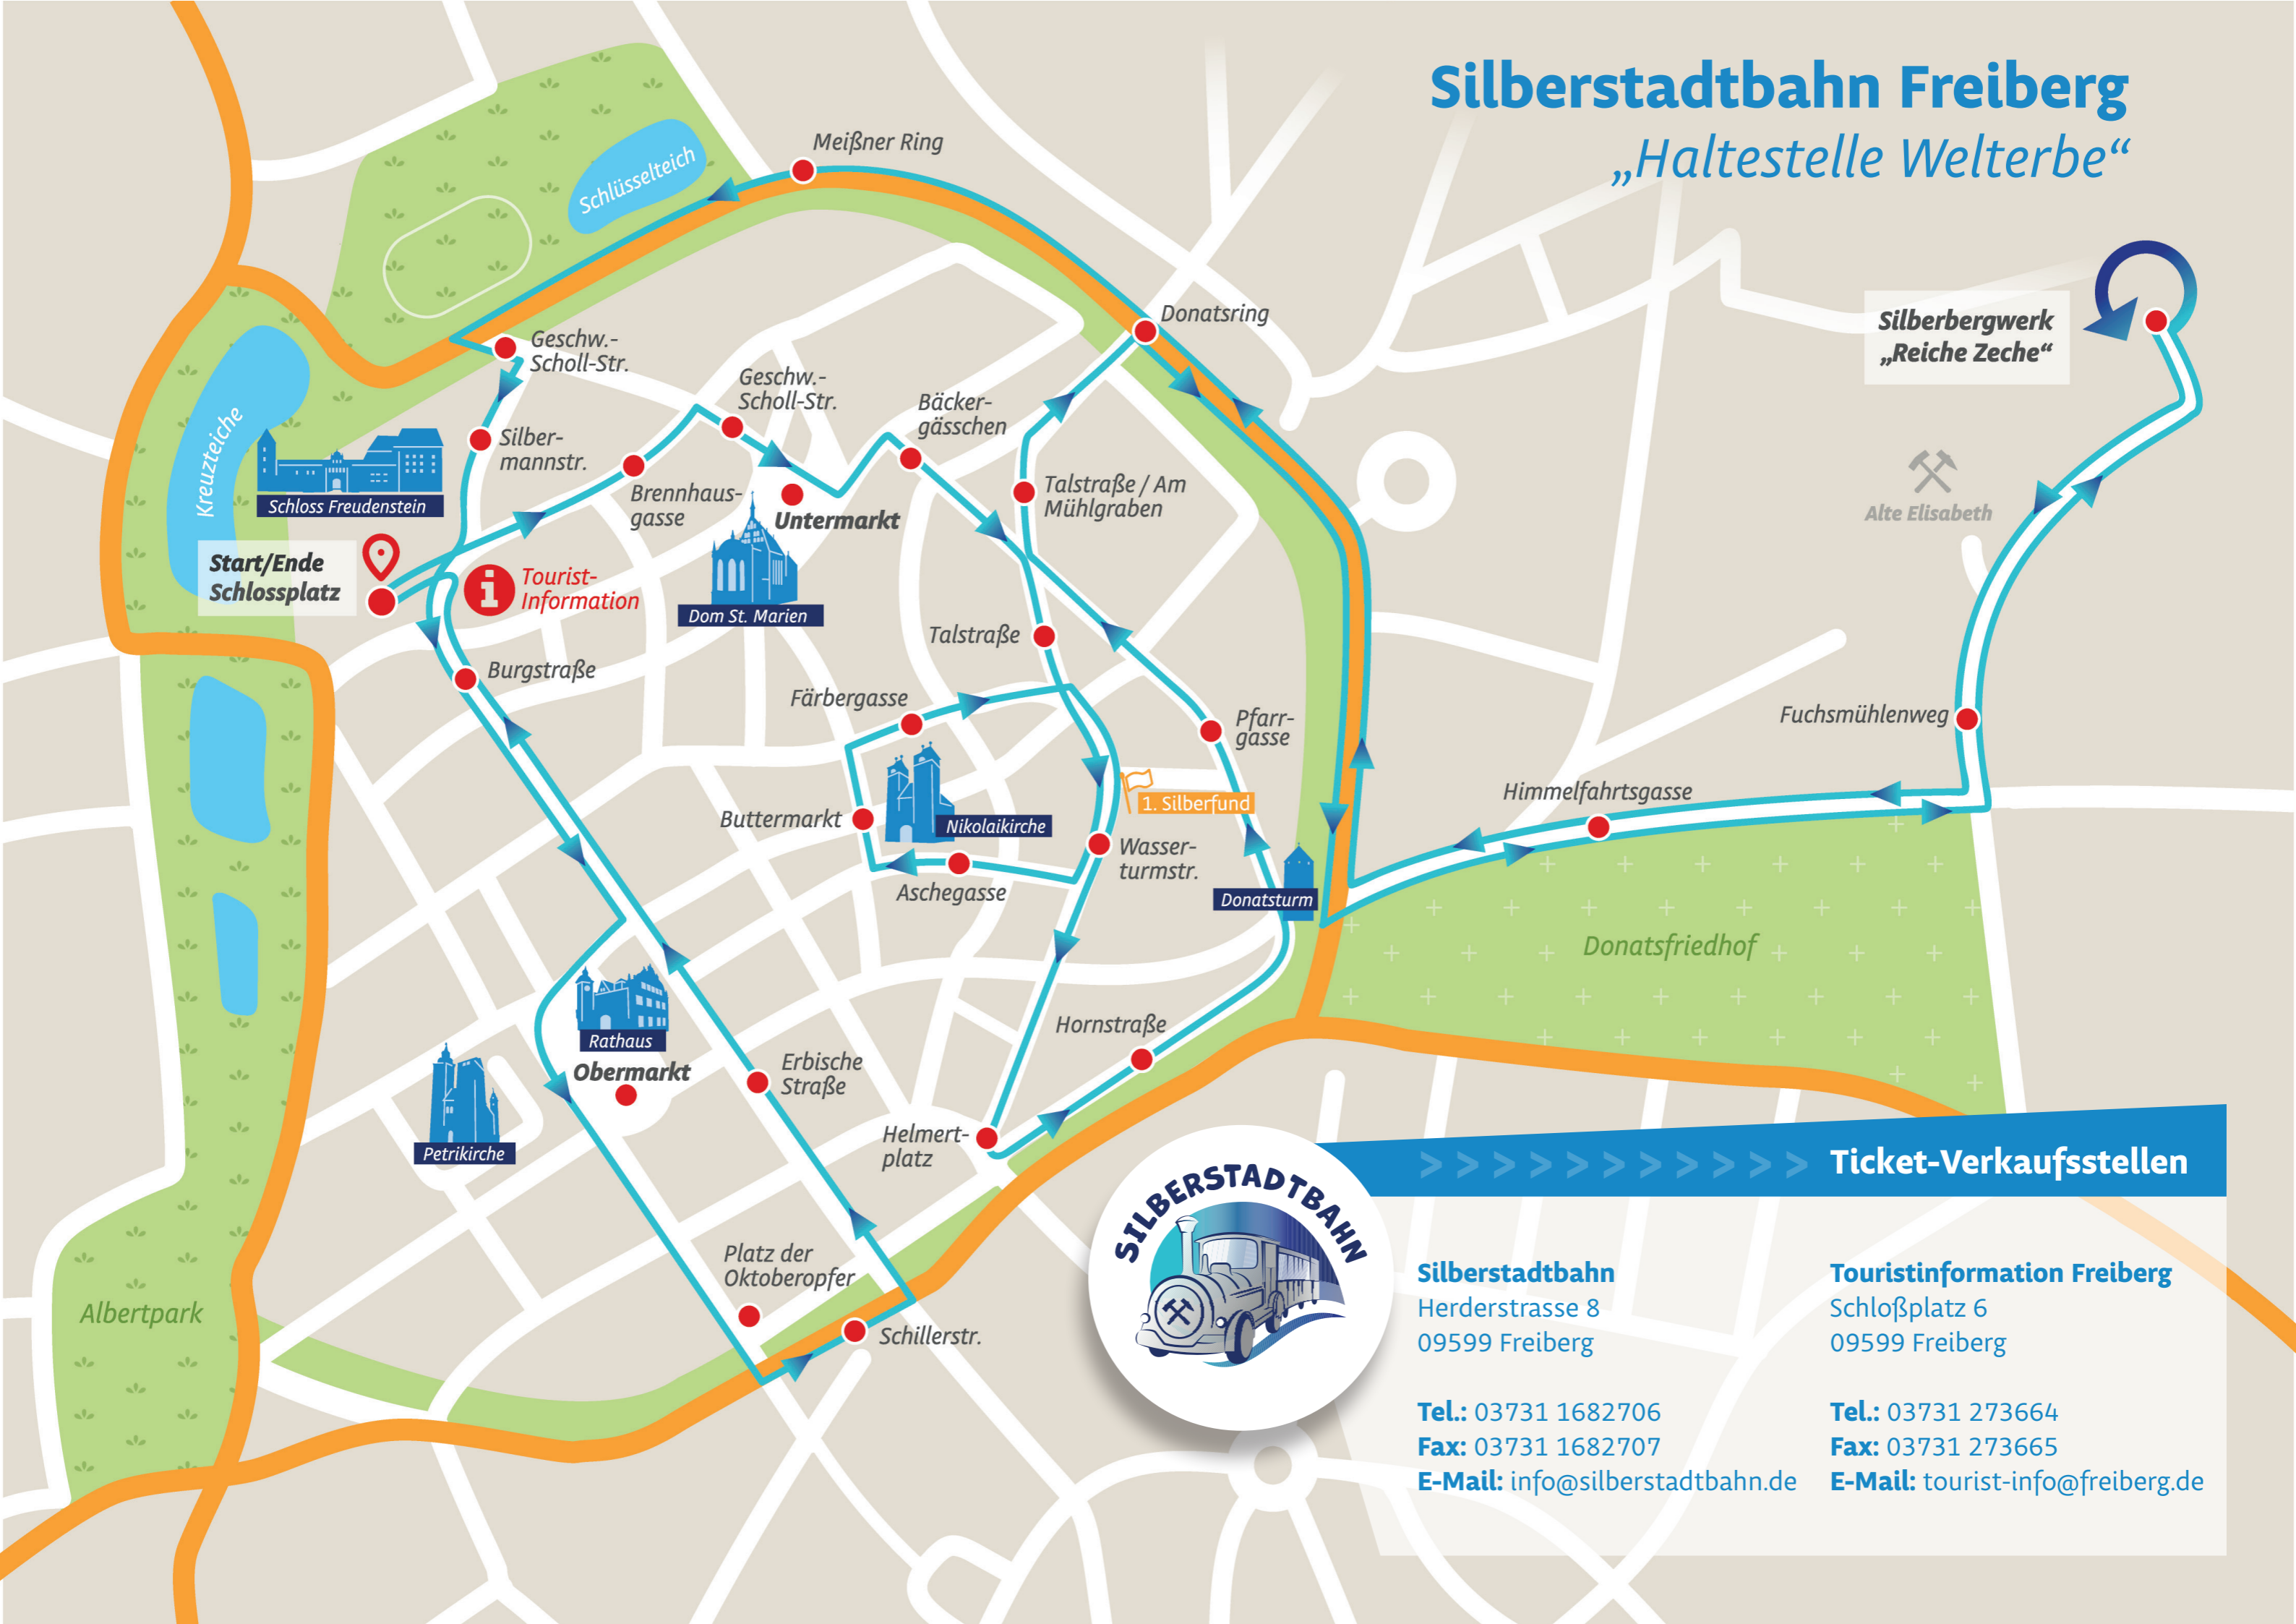 Silberstadtbahn Freiberg
„Haltestelle Welterbe“
Meißner Ring
Schlüsselteich
Donatsring
Silberbergwerk
„Reiche Zeche“
Geschw.-
Scholl-Str.
Geschw.-
Scholl-Str.
Bäcker-
gässchen
Kreuzteiche
Silber-
mannstr.
Schloss Freudenstein
Brennhaus-
gasse
Untermarkt
Talstraße / Am
Mühlgraben
Alte Elisabeth
Start/Ende
Schlossplatz
i
Tourist-
Information
Dom St. Marien
Talstraße
Burgstraße
Färbergasse
Pfarr-
gasse
Fuchsmühlenweg
1. Silberfund
Himmelfahrtsgasse
Buttermarkt
Nikolaikirche
Wasser-
turmstr.
Aschegasse
Donatsturm
Donatsfriedhof
Hornstraße
Rathaus
Obermarkt
Erbische
Straße
Petrikirche
Helmert-
platz
Platz der
Oktoberopfer
Schillerstr.
Albertpark
SILBERSTADTBAHN
> > > > > > > > > > > Ticket-Verkaufsstellen
Silberstadtbahn
Herderstrasse 8
09599 Freiberg
Tel.: 03731 1682706
Fax: 03731 1682707
E-Mail: info@silberstadtbahn.de
Touristinformation Freiberg
Schloßplatz 6
09599 Freiberg
Tel.: 03731 273664
Fax: 03731 273665
E-Mail: tourist-info@freiberg.de